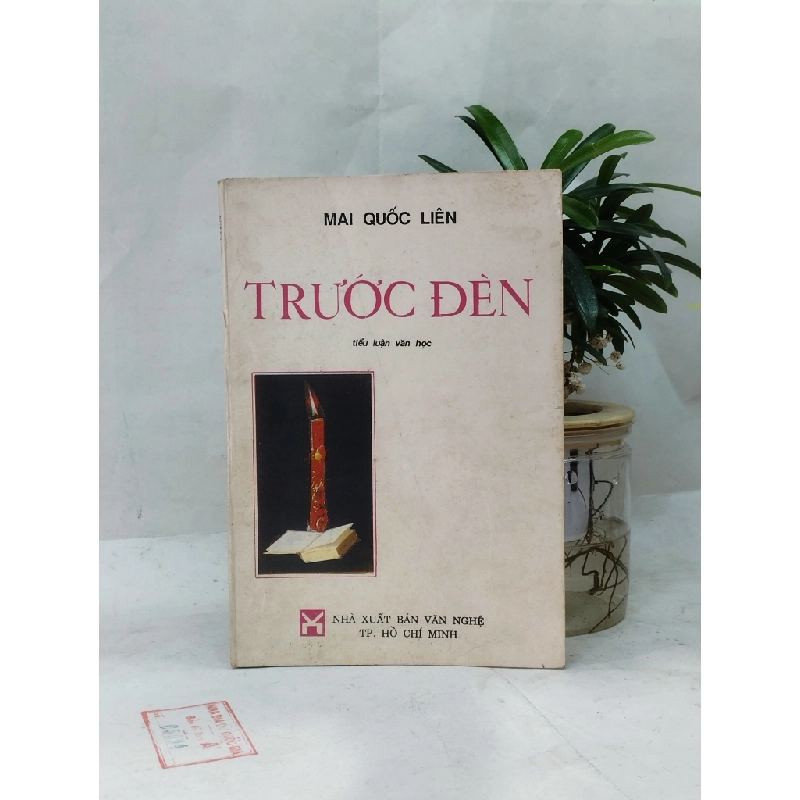 MAI QUỐC LIÊN
TRƯỚC ĐÈN
tiểu luận văn học
NHÀ XUẤT BẢN VĂN NGHỆ
TP. HỒ CHÍ MINH